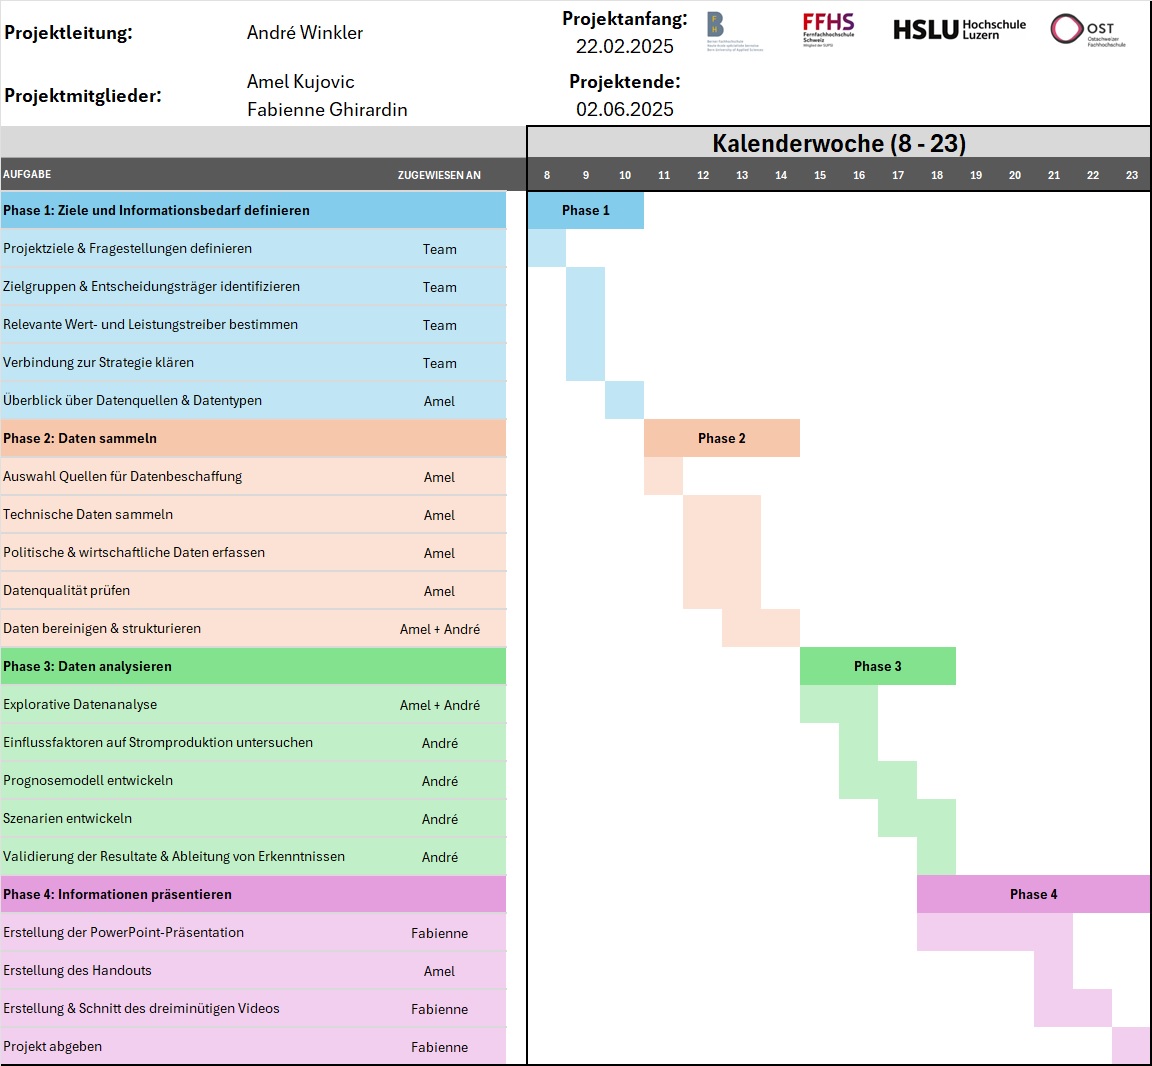 Projektleitung:
André Winkler
Projektanfang:
22.02.2025
BFH
FFHS
Fernfachhochschule
Schweiz
HSLU Hochschule
Luzern
OST
Ostschweizer
Fachhochschule
Projektmitglieder:
Amel Kujovic
Fabienne Ghirardin
Projektende:
02.06.2025
Kalenderwoche (8 - 23)
AUFGABE ZUGEWIESEN AN 8 9 10 11 12 13 14 15 16 17 18 19 20 21 22 23
Phase 1: Ziele und Informationsbedarf definieren Phase 1
Projektziele & Fragestellungen definieren Team
Zielgruppen & Entscheidungsträger identifizieren Team
Relevante Wert- und Leistungstreiber bestimmen Team
Verbindung zur Strategie klären Team
Überblick über Datenquellen & Datentypen Amel
Phase 2: Daten sammeln Phase 2
Auswahl Quellen für Datenbeschaffung Amel
Technische Daten sammeln Amel
Politische & wirtschaftliche Daten erfassen Amel
Datenqualität prüfen Amel
Daten bereinigen & strukturieren Amel + André
Phase 3: Daten analysieren Phase 3
Explorative Datenanalyse Amel + André
Einflussfaktoren auf Stromproduktion untersuchen André
Prognosemodell entwickeln André
Szenarien entwickeln André
Validierung der Resultate & Ableitung von Erkenntnissen André
Phase 4: Informationen präsentieren Phase 4
Erstellung der PowerPoint-Präsentation Fabienne
Erstellung des Handouts Amel
Erstellung & Schnitt des dreiminütigen Videos Fabienne
Projekt abgeben Fabienne